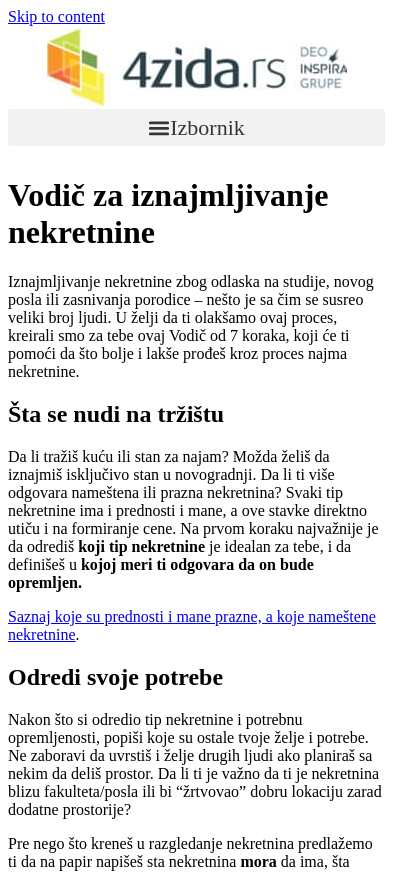 Skip to content
4zida.rs DEO
INSPIRA
GRUPE
Izbornik
Vodič za iznajmljivanje
nekretnine
Iznajmljivanje nekretnine zbog odlaska na studije, novog
posla ili zasnivanja porodice – nešto je sa čim se susreo
veliki broj ljudi. U želji da ti olakšamo ovaj proces,
kreirali smo za tebe ovaj Vodič od 7 koraka, koji će ti
pomoći da što bolje i lakše prođeš kroz proces najma
nekretnine.
Šta se nudi na tržištu
Da li tražiš kuću ili stan za najam? Možda želiš da
iznajmiš isključivo stan u novogradnji. Da li ti više
odgovara nameštena ili prazna nekretnina? Svaki tip
nekretnine ima i prednosti i mane, a ove stavke direktno
utiču i na formiranje cene. Na prvom koraku najvažnije je
da odrediš koji tip nekretnine je idealan za tebe, i da
definišeš u kojoj meri ti odgovara da on bude
opremljen.
Saznaj koje su prednosti i mane prazne, a koje nameštene
nekretnine.
Odredi svoje potrebe
Nakon što si odredio tip nekretnine i potrebnu
opremljenosti, popiši koje su ostale tvoje želje i potrebe.
Ne zaboravi da uvrstiš i želje drugih ljudi ako planiraš sa
nekim da deliš prostor. Da li ti je važno da ti je nekretnina
blizu fakulteta/posla ili bi “žrtvovao” dobru lokaciju zarad
dodatne prostorije?
Pre nego što kreneš u razgledanje nekretnina predlažemo
ti da na papir napišeš sta nekretnina mora da ima, šta